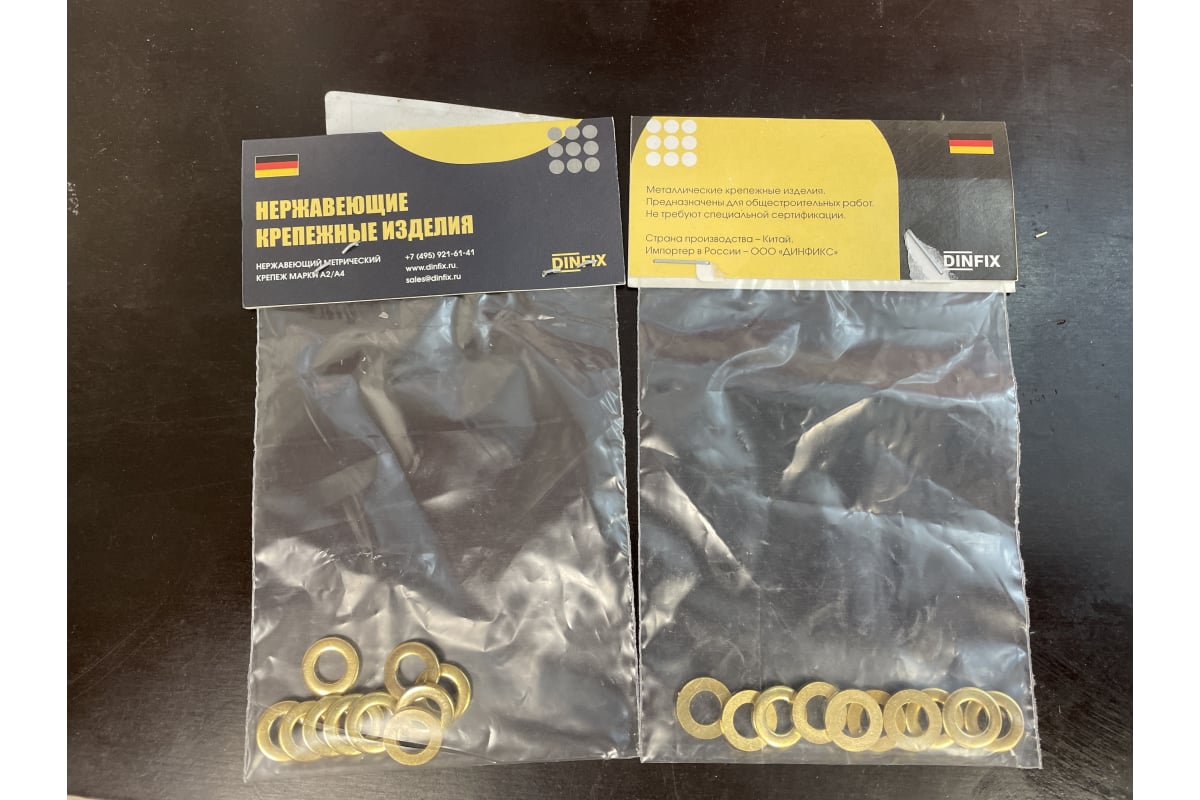 НЕРЖАВЕЮЩИЕ
КРЕПЕЖНЫЕ ИЗДЕЛИЯ
НЕРЖАВЕЮЩИЙ МЕТРИЧЕСКИЙ
КРЕПЕЖ МАРКИ А2/А4
+7 (495) 921-61-41
www.dinfix.ru
sales@dinfix.ru
DINFIX
Металлические крепежные изделия.
Предназначены для общестроительных работ.
Не требуют специальной сертификации.
Страна производства – Китай.
Импортер в России – ООО «ДИНФИКС»
DINFIX